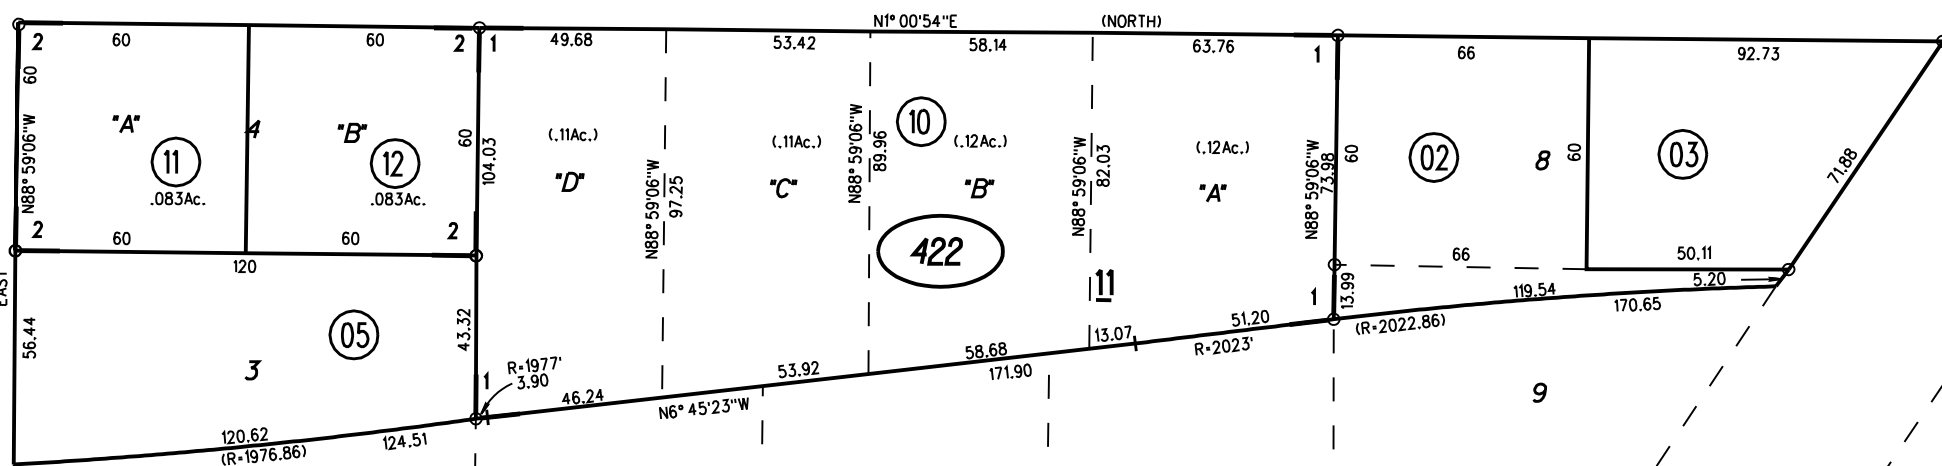 N1° 00'54"E (NORTH)
2 60 60 2 1 49.68 53.42 58.14 63.76 1 66 92.73
60
N88° 59'06"W
"A" 4 "B"
11 12
.083Ac. .083Ac.
60
104.03
(.11Ac.)
"D"
N88° 59'06"W
97.25
(.11Ac.)
"C"
N88° 59'06"W
89.96
10
(.12Ac.)
"B"
N88° 59'06"W
82.03
(.12Ac.)
"A"
N88° 59'06"W
73.98
60
02
8
60
03
71.88
2 60 60 2
422
120
66
50.11
5.20
EAST
56.44
05
3
43.32
11
1
13.99
119.54
170.65
(R=2022.86)
1
R=1977'
3.90
46.24
53.92
58.68
13.07
51.20
R=2023'
171.90
N6° 45'23"W
9
120.62
(R=1976.86)
124.51